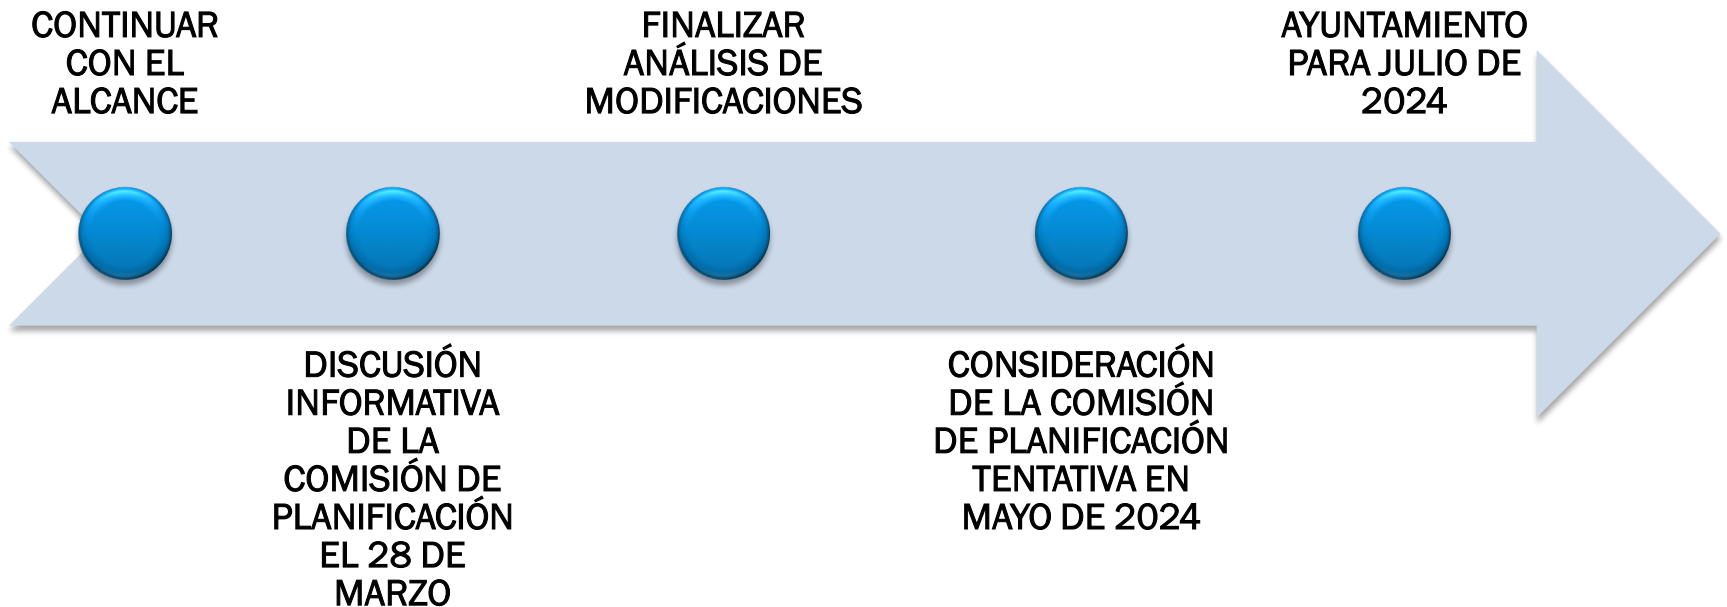 CONTINUAR
CON EL
ALCANCE
DISCUSIÓN
INFORMATIVA
DE LA
COMISIÓN DE
PLANIFICACIÓN
EL 28 DE
MARZO
FINALIZAR
ANÁLISIS DE
MODIFICACIONES
CONSIDERACIÓN
DE LA COMISIÓN
DE PLANIFICACIÓN
TENTATIVA EN
MAYO DE 2024
AYUNTAMIENTO
PARA JULIO DE
2024